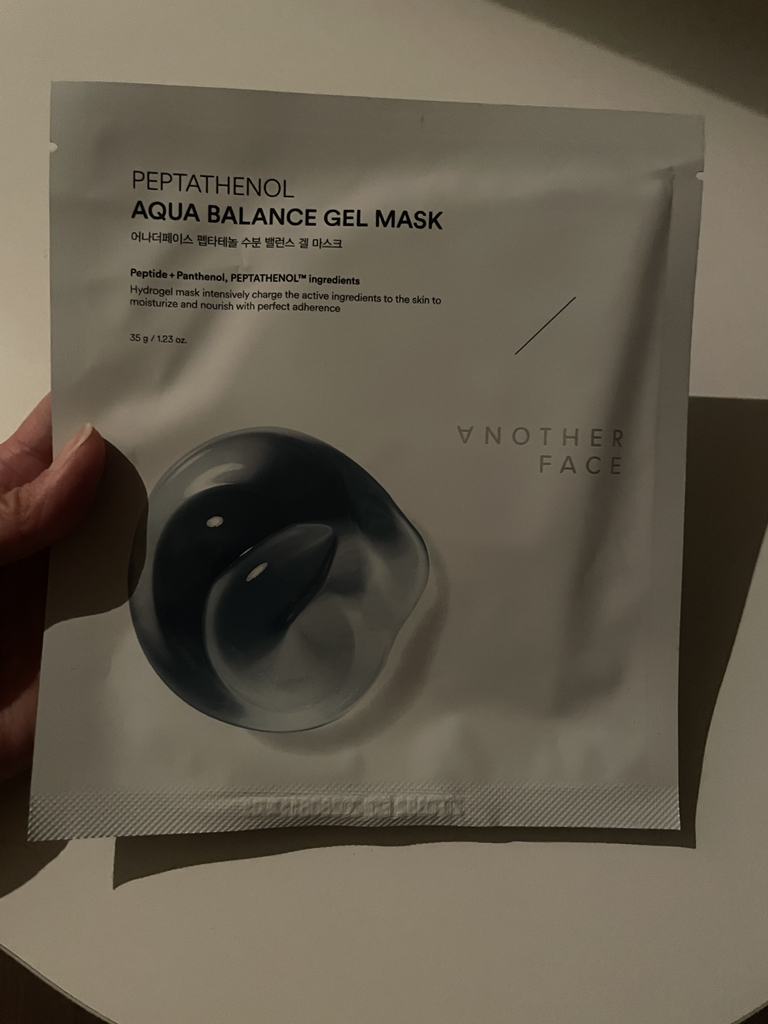 PEPTATHENOL
AQUA BALANCE GEL MASK
어나더페이스 펩타테놀 수분 밸런스 겔 마스크
Peptide + Panthenol, PEPTATHENOL™ ingredients
Hydrogel mask intensively charge the active ingredients to the skin to
moisturize and nourish with perfect adherence
35 g / 1.23 oz.
∀NOTHER
FACE